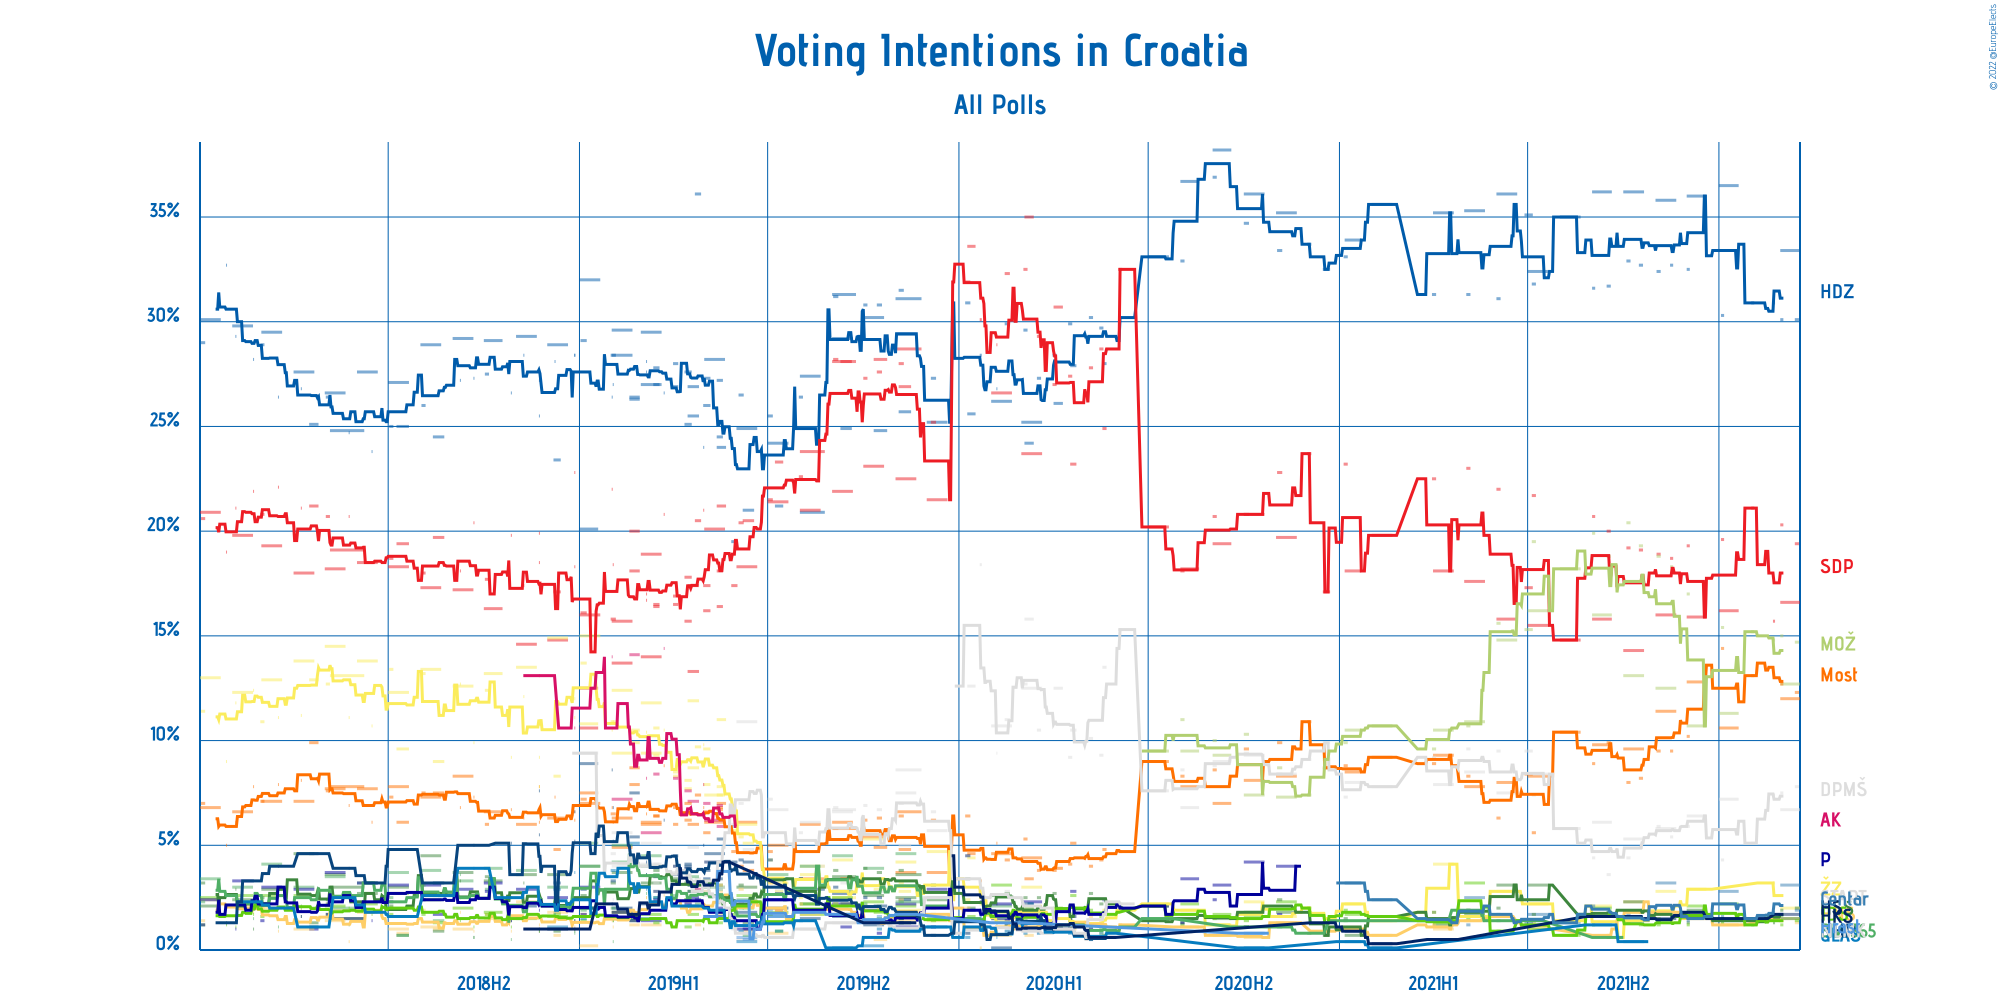 © 2022 @EuropeElects
Voting Intentions in Croatia
All Polls
35%
30%
25%
20%
15%
10%
5%
0%
HDZ
SDP
MOŽ
Most
DPMŠ
AK
P
ŽZ
Centar
HRS
GLAS
2018H2
2019H1
2019H2
2020H1
2020H2
2021H1
2021H2